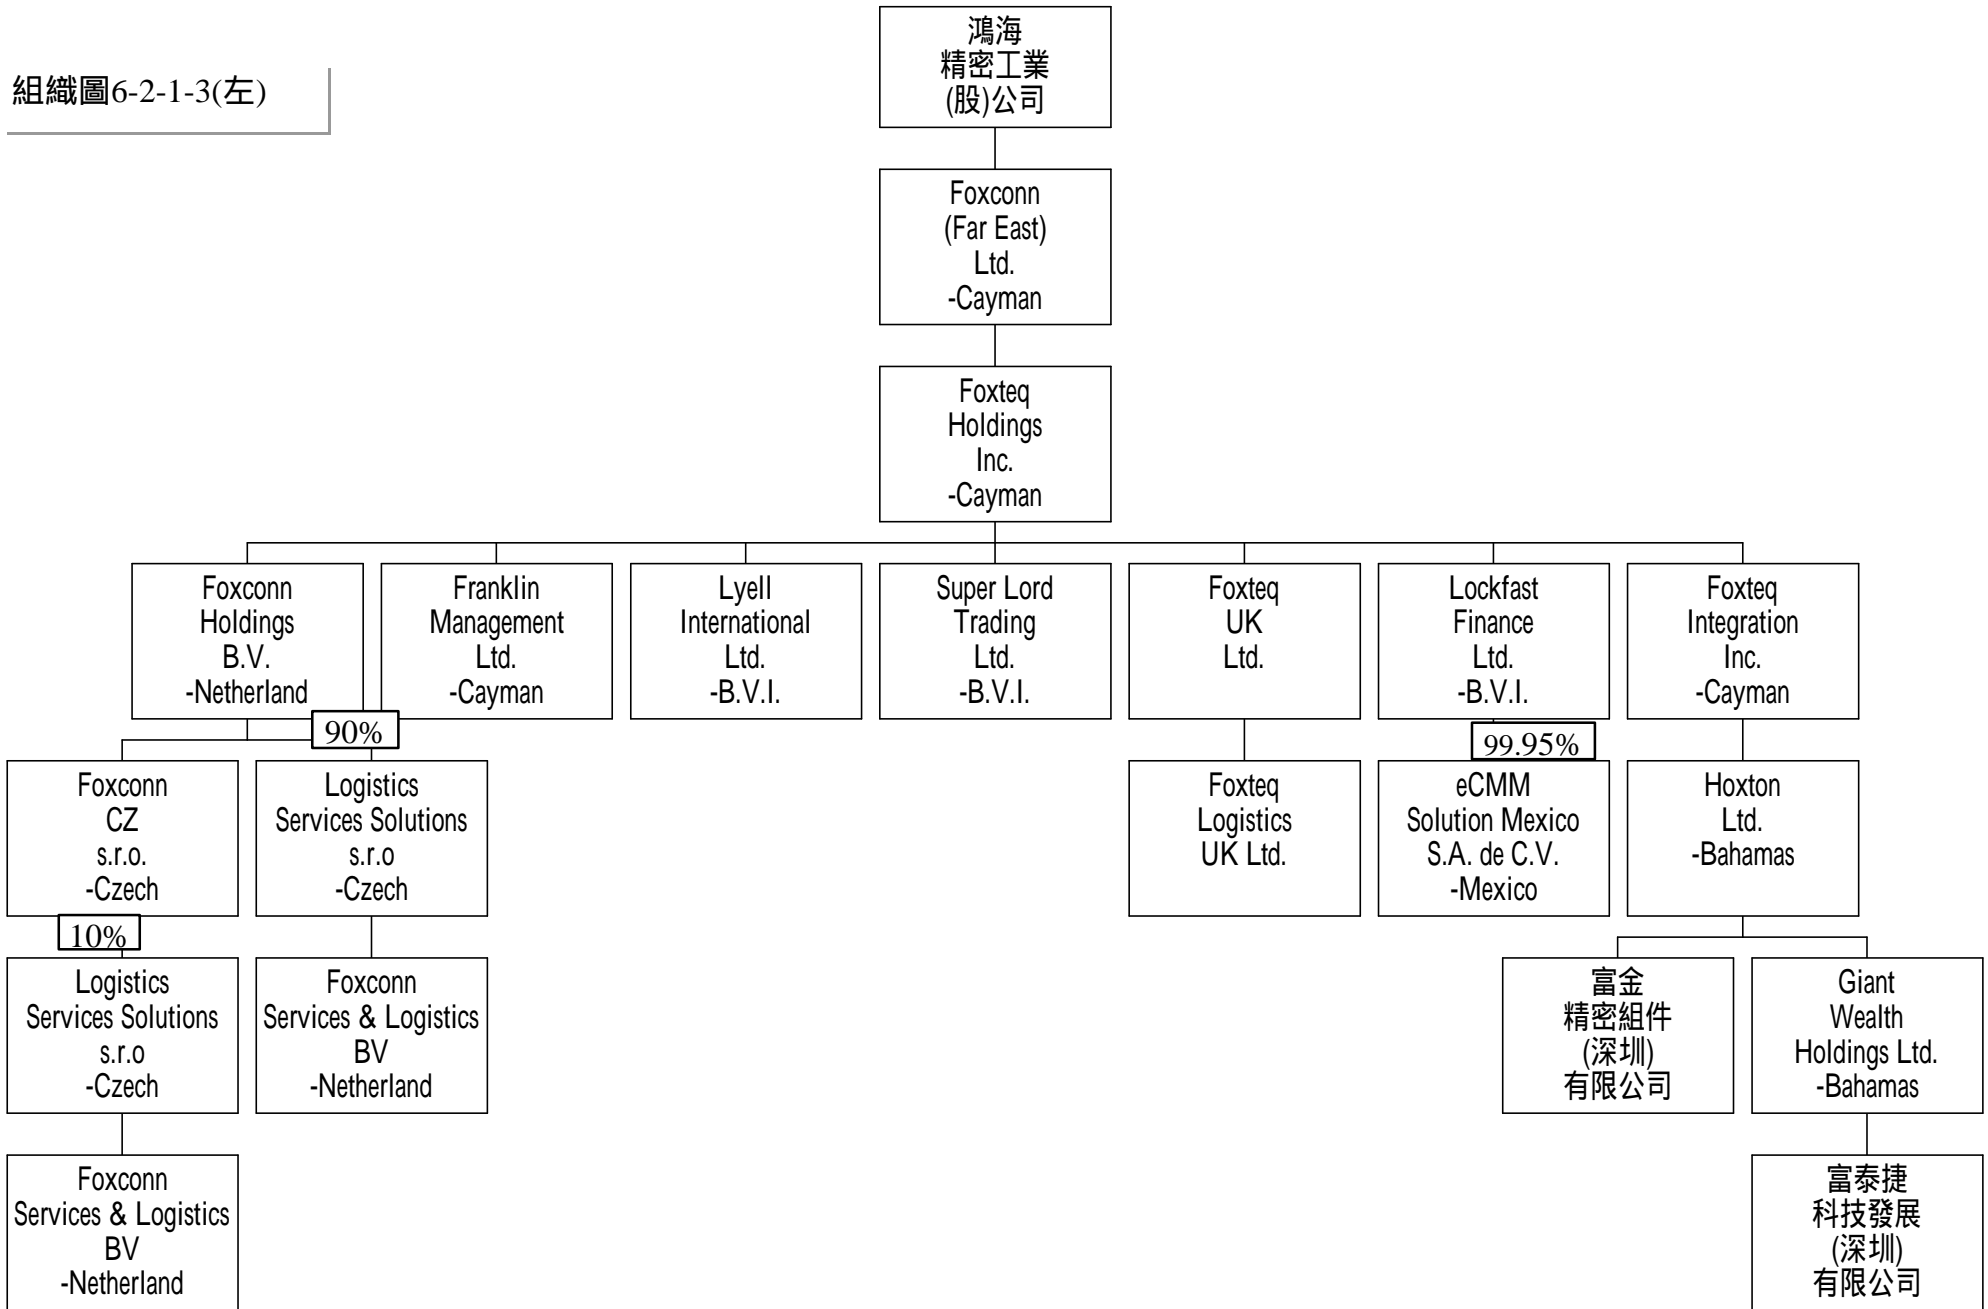 組織圖6-2-1-3(左)
鴻海
精密工業
(股)公司
Foxconn
(Far East)
Ltd.
-Cayman
Foxteq
Holdings
Inc.
-Cayman
Foxconn
Holdings
B.V.
-Netherland
Franklin
Management
Ltd.
-Cayman
Lyell
International
Ltd.
-B.V.I.
Super Lord
Trading
Ltd.
-B.V.I.
Foxteq
UK
Ltd.
Lockfast
Finance
Ltd.
-B.V.I.
Foxteq
Integration
Inc.
-Cayman
90%
99.95%
Foxconn
CZ
s.r.o.
-Czech
Logistics
Services Solutions
s.r.o
-Czech
Foxteq
Logistics
UK Ltd.
eCMM
Solution Mexico
S.A. de C.V.
-Mexico
Hoxton
Ltd.
-Bahamas
10%
Logistics
Services Solutions
s.r.o
-Czech
Foxconn
Services & Logistics
BV
-Netherland
富金
精密組件
(深圳)
有限公司
Giant
Wealth
Holdings Ltd.
-Bahamas
Foxconn
Services & Logistics
BV
-Netherland
富泰捷
科技發展
(深圳)
有限公司